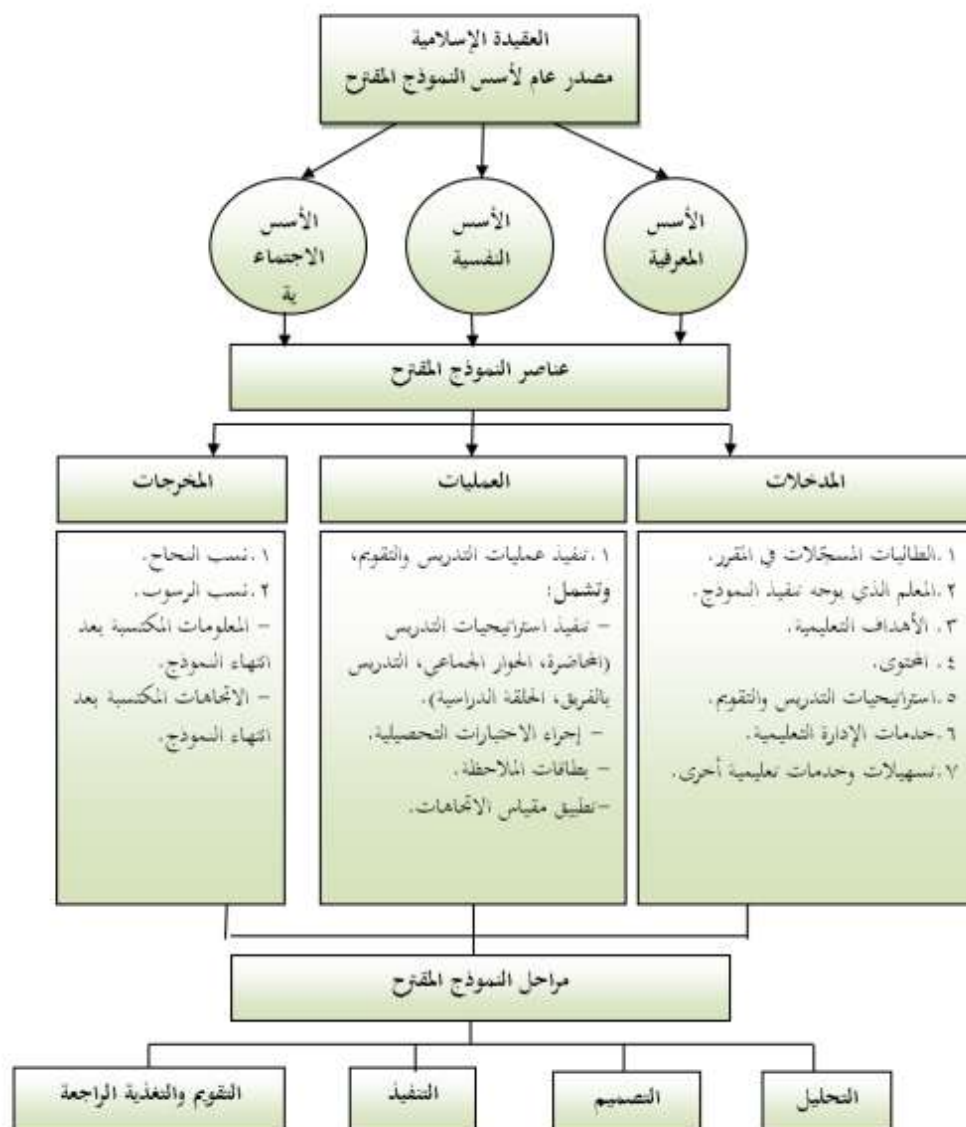 العقيدة الإسلامية
مصدر عام لأسس النموذج المقترح
الأسس
المعرفية
الأسس
النفسية
الأسس
الاجتماع
ية
عناصر النموذج المقترح
المدخلات
١.الطالبات المسجّلات في المقرر.
٢.المعلم الذي يوجه تنفيذ النموذج.
٣. الأهداف التعليمية.
٤. المحتوى.
٥.استراتيجيات التدريس والتقويم.
٦.خدمات الإدارة التعليمية.
٧.تسهيلات وخدمات تعليمية أخرى.
العمليات
١.تنفيذ عمليات التدريس والتقويم،
وتشمل:
– تنفيذ استراتيجيات التدريس
(المحاضرة، الحوار الجماعي، التدريس
بالفريق، الحلقة الدراسية).
– إجراء الاختبارات التحصيلية.
– بطاقات الملاحظة.
–تطبيق مقياس الاتجاهات.
المخرجات
١.نسب النجاح.
٢.نسب الرسوب.
– المعلومات المكتسبة بعد
انتهاء النموذج.
– الاتجاهات المكتسبة بعد
انتهاء النموذج.
مراحل النموذج المقترح
التحليل
التصميم
التنفيذ
التقويم والتغذية الراجعة